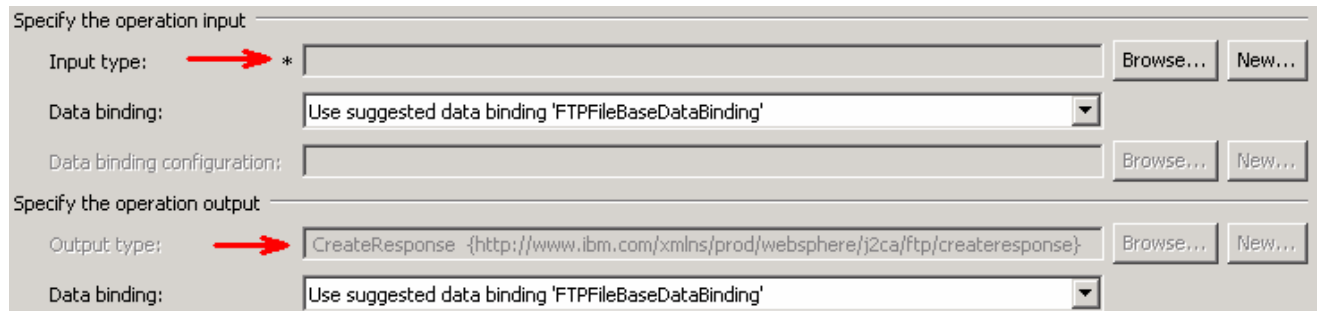 Specify the operation input
Input type: * Browse... New...
Data binding: Use suggested data binding 'FTPFileBaseDataBinding'
Data binding configuration: Browse... New...
Specify the operation output
Output type: CreateResponse {http://www.ibm.com/xmlns/prod/websphere/j2ca/ftp/createresponse} Browse... New...
Data binding: Use suggested data binding 'FTPFileBaseDataBinding'